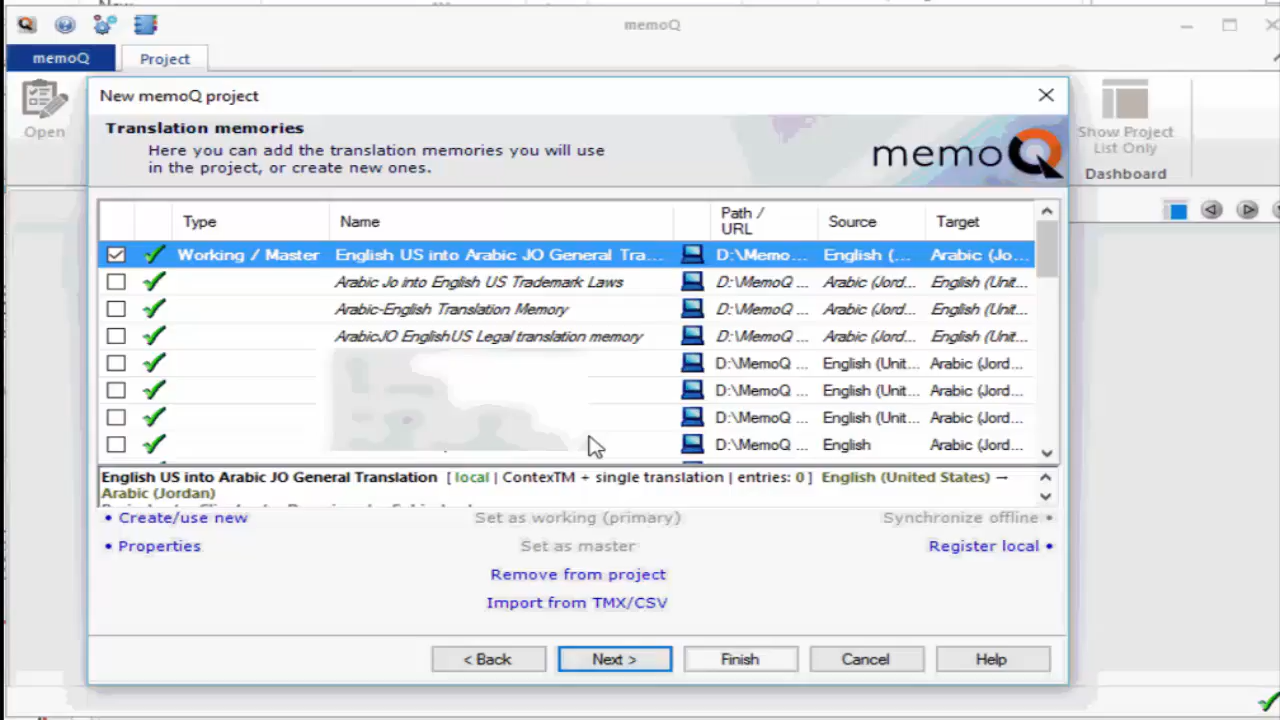 New
memoQ
memoQ
Project
Open
Show Project
List Only
Dashboard
New memoQ project
Translation memories
Here you can add the translation memories you will use
in the project, or create new ones.
memoQ
Type Name Path / URL Source Target
Working / Master English US into Arabic JO General Tra... D:\Memo... English (... Arabic (Jo...
Arabic Jo into English US Trademark Laws D:\MemoQ ... Arabic (Jord... English (Unit...
Arabic-English Translation Memory D:\MemoQ ... Arabic (Jord... English (Unit...
ArabicJO EnglishUS Legal translation memory D:\MemoQ ... Arabic (Jord... English (Unit...
D:\MemoQ ... English (Unit... Arabic (Jord...
D:\MemoQ ... English (Unit... Arabic (Jord...
D:\MemoQ ... English (Unit... Arabic (Jord...
D:\MemoQ ... English Arabic (Jord...
English US into Arabic JO General Translation [ local | ContexTM + single translation | entries: 0 ] English (United States) →
Arabic (Jordan)
• Create/use new Set as working (primary) Synchronize offline •
• Properties Set as master Register local •
Remove from project
Import from TMX/CSV
< Back Next > Finish Cancel Help